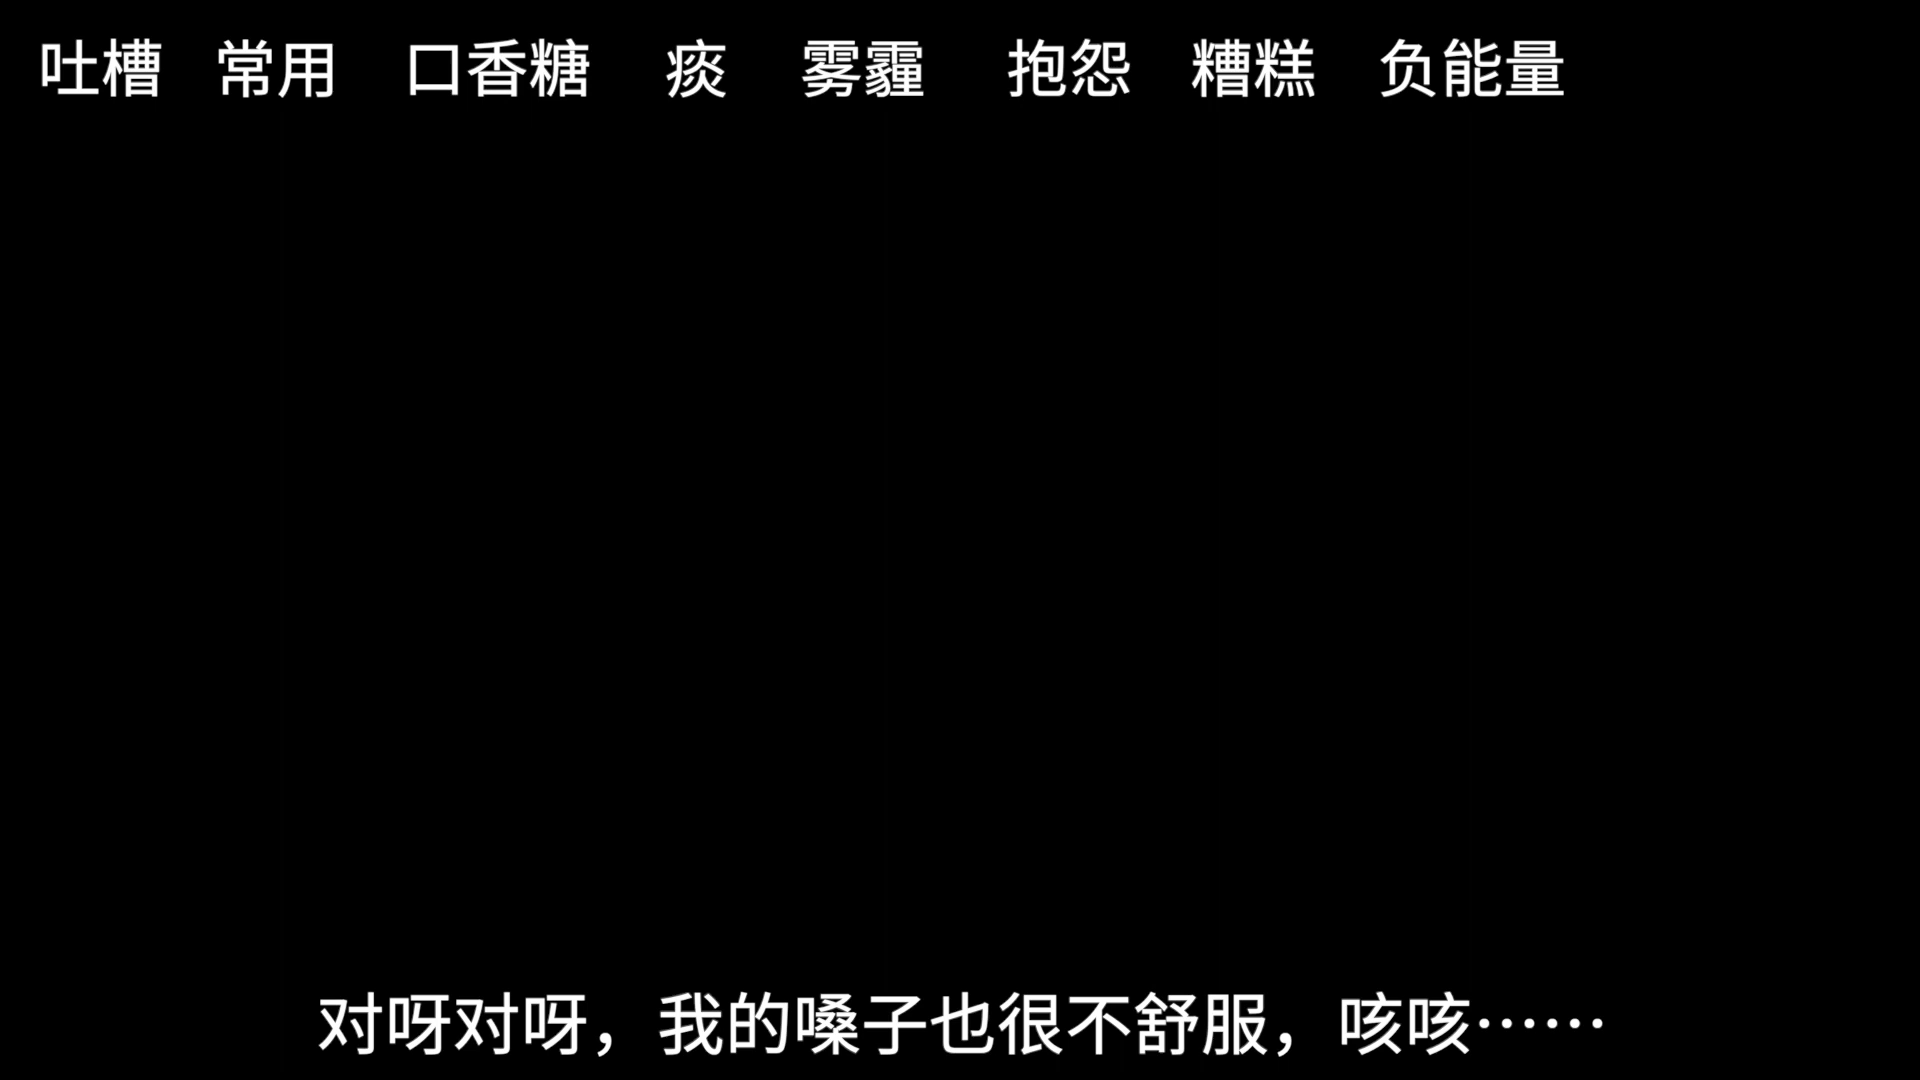 吐槽 常用 口香糖 痰 雾霾 抱怨 糟糕 负能量
对呀对呀，我的嗓子也很不舒服，咳咳……